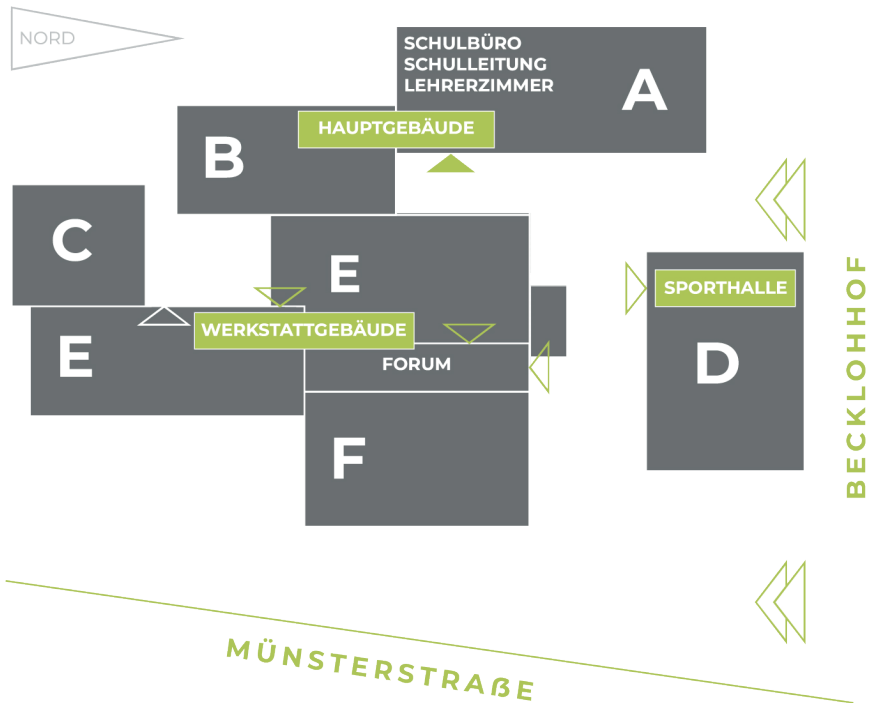 NORD
SCHULBÜRO
SCHULLEITUNG
LEHRERZIMMER
A
HAUPTGEBÄUDE
B
C
E
SPORTHALLE
WERKSTATTGEBÄUDE
E
FORUM
D
F
BECKLOHHOF
MÜNSTERSTRAßE